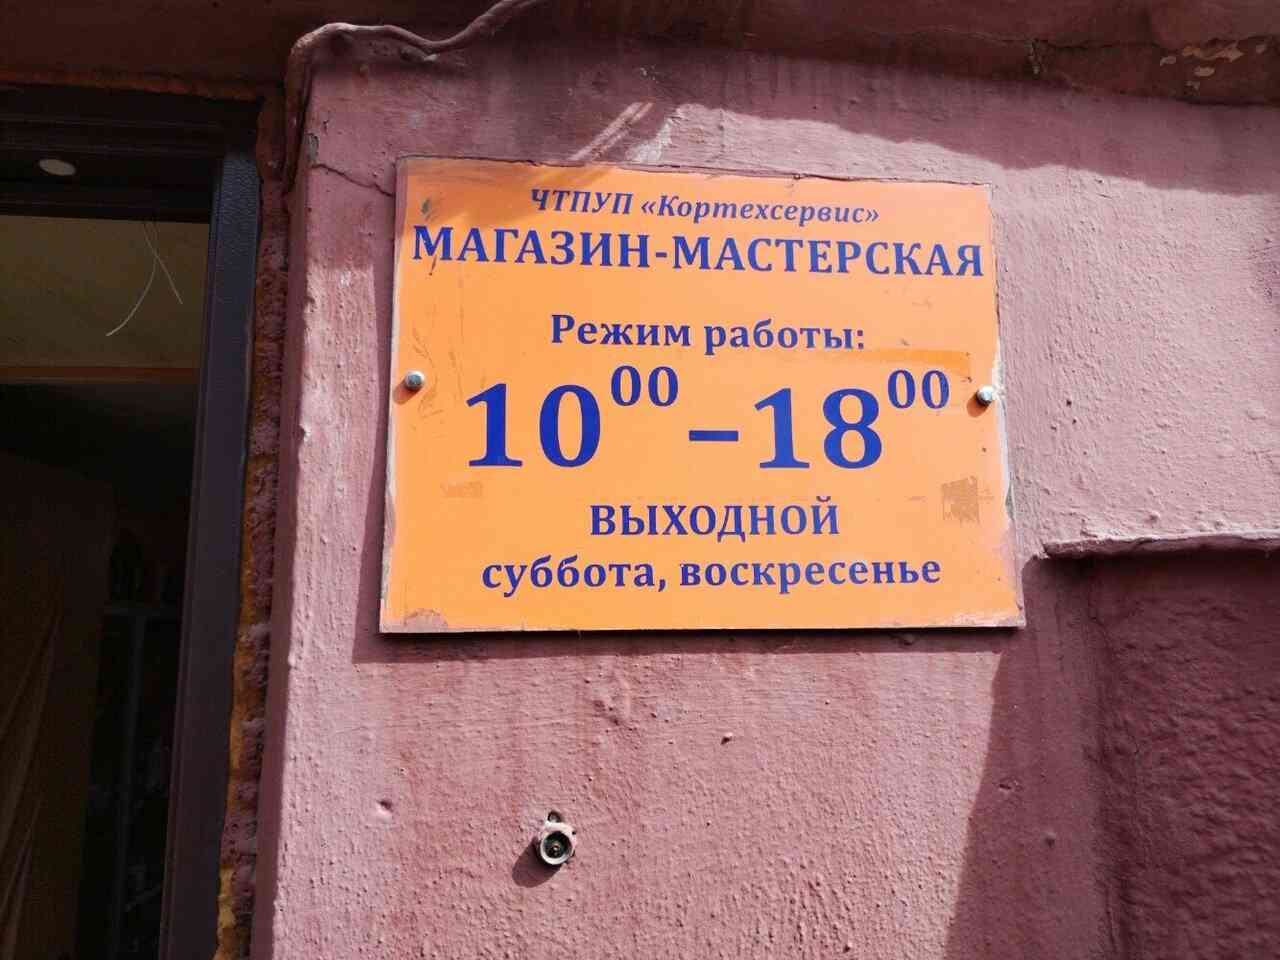 ЧТПУП «Кортехсервис»
МАГАЗИН-МАСТЕРСКАЯ
Режим работы:
10⁰⁰–18⁰⁰
ВЫХОДНОЙ
суббота, воскресенье